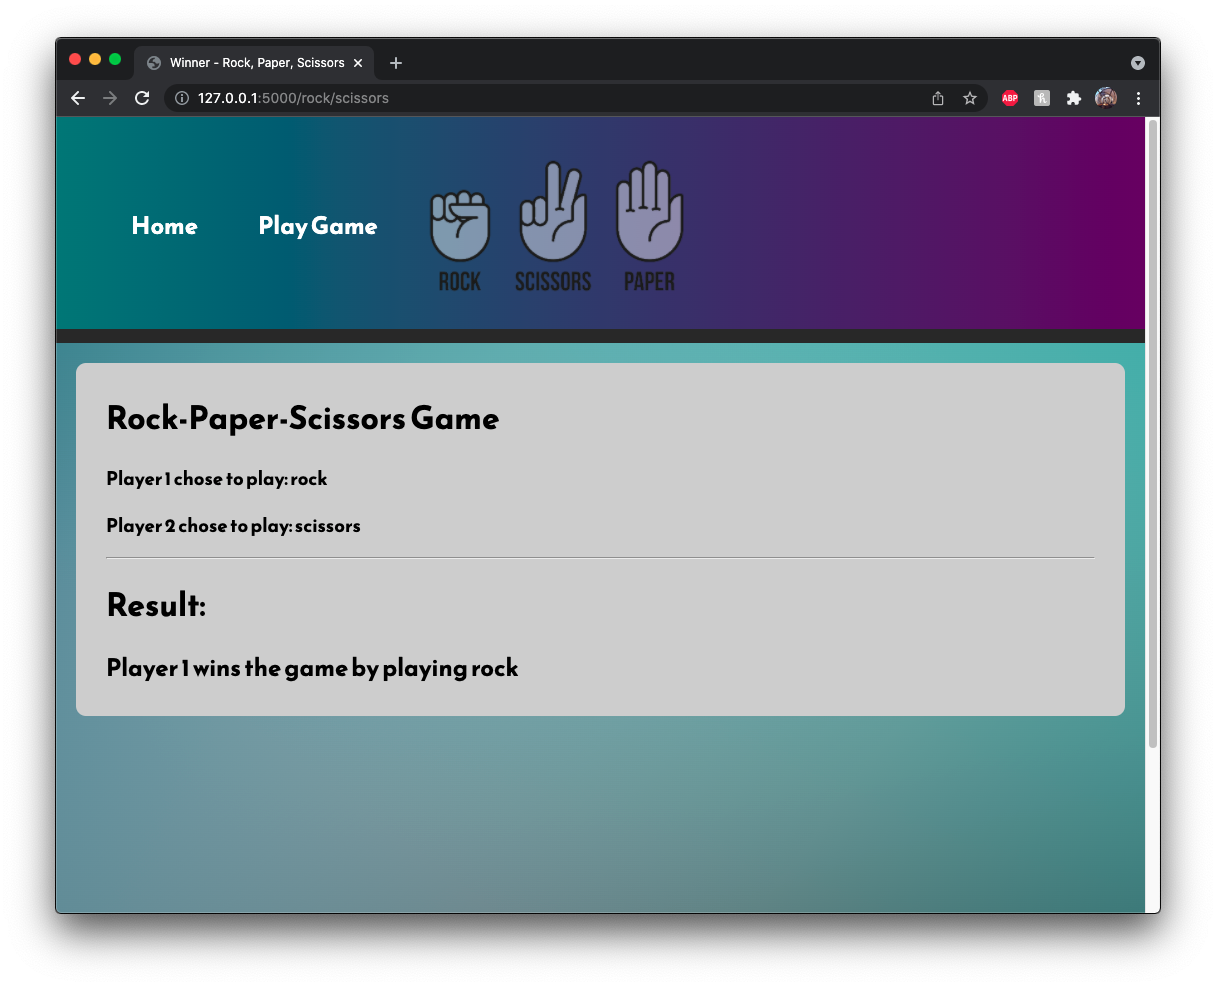 Winner - Rock, Paper, Scissors
127.0.0.1:5000/rock/scissors
ABP
Home
Play Game
ROCK
SCISSORS
PAPER
Rock-Paper-Scissors Game
Player 1 chose to play: rock
Player 2 chose to play: scissors
Result:
Player 1 wins the game by playing rock